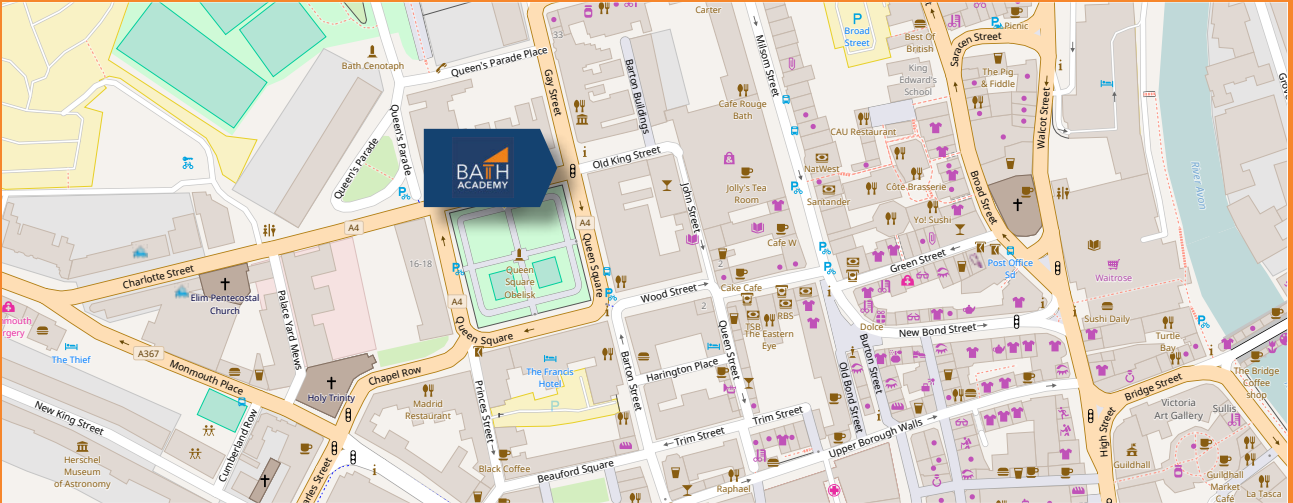 Carter
33
Broad
Street
Best Of
British
Picnic
Saracen Street
Bath Cenotaph
Queen's Parade Place
Gay Street
Barton Buildings
Milsom Street
King
Edward's
School
The Pig
& Fiddle
Cafe Rouge
Bath
Walcot Street
Queen's Parade
Queen's Parade
CAU Restaurant
Old King Street
BATH
ACADEMY
NatWest
Santander
Côte Brasserie
Jolly's Tea
Room
John Street
Broad Street
Yo! Sushi
River Avon
A4
A4
Queen Square
Cafe W
Green Street
Post Office
Waitrose
16-18
Charlotte Street
Queen
Square
Obelisk
Elim Pentecostal
Church
Palace Yard Mews
A4
Wood Street
Cake Cafe
2
2
RBS
TSB
The Eastern
Eye
Dolce
New Bond Street
Sushi Daily
Turtle
Bay
Queen Square
A367
The Thief
Monmouth Place
Chapel Row
Holy Trinity
The Francis
Hotel
P
Barton Street
Harington Place
Queen Street
Old Bond Street
Burton Street
Bridge Street
The Bridge
Coffee
shop
Victoria
Art Gallery
Sullis
New King Street
Cumberland Row
Madrid
Restaurant
Princes Street
Trim Street
Trim Street
Upper Borough Walls
High Street
Herschel
Museum
of Astronomy
Black Coffee
Beauford Square
Raphael
Guildhall
Guildhall
Market
Café
La Tasca